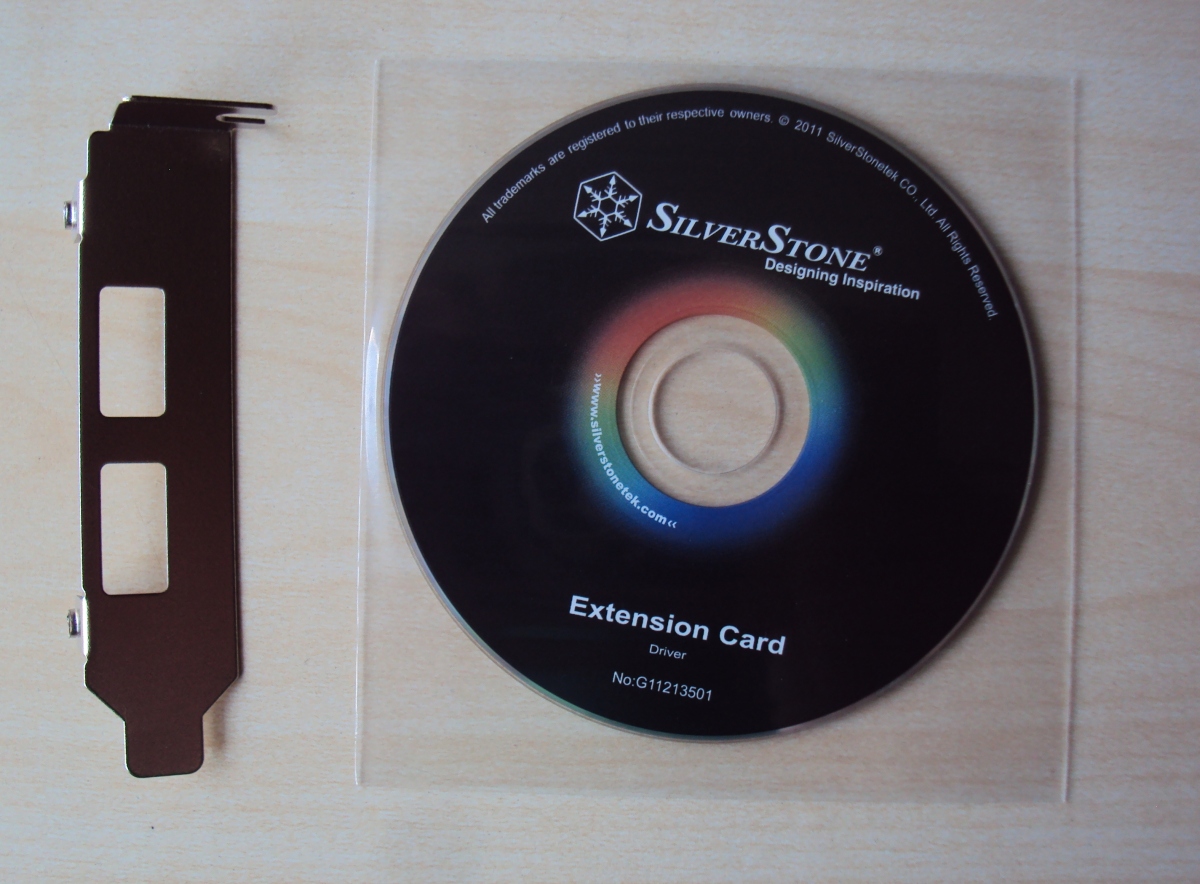 All trademarks are registered to their respective owners. © 2011 SilverStonetek CO., Ltd. All Rights Reserved.
SILVERSTONE®
Designing Inspiration
››www.silverstonetek.com‹‹
Extension Card
Driver
No:G11213501